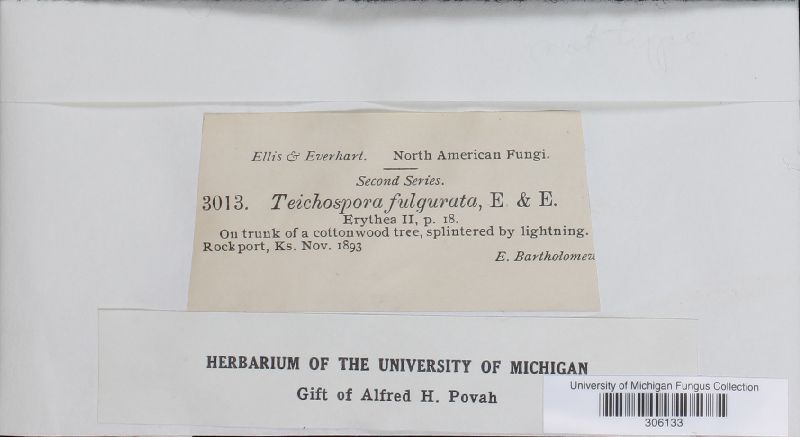 Ellis & Everhart. North American Fungi.
Second Series.
3013. Teichospora fulgurata, E. & E.
Erythea II, p. 18.
On trunk of a cottonwood tree, splintered by lightning.
Rockport, Ks. Nov. 1893
E. Bartholomew
HERBARIUM OF THE UNIVERSITY OF MICHIGAN
Gift of Alfred H. Povah
University of Michigan Fungus Collection
306133